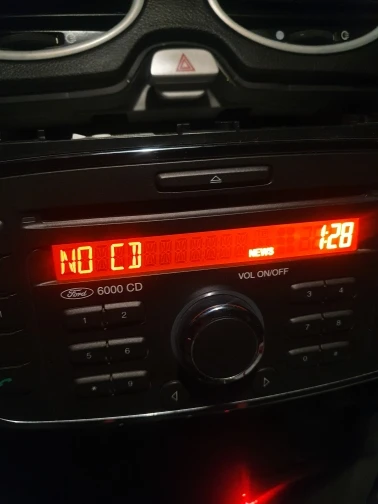 NO CD NEWS 1:28
Ford 6000 CD VOL ON/OFF
1 2 3 4
5 6 7 8
* 9 0 #